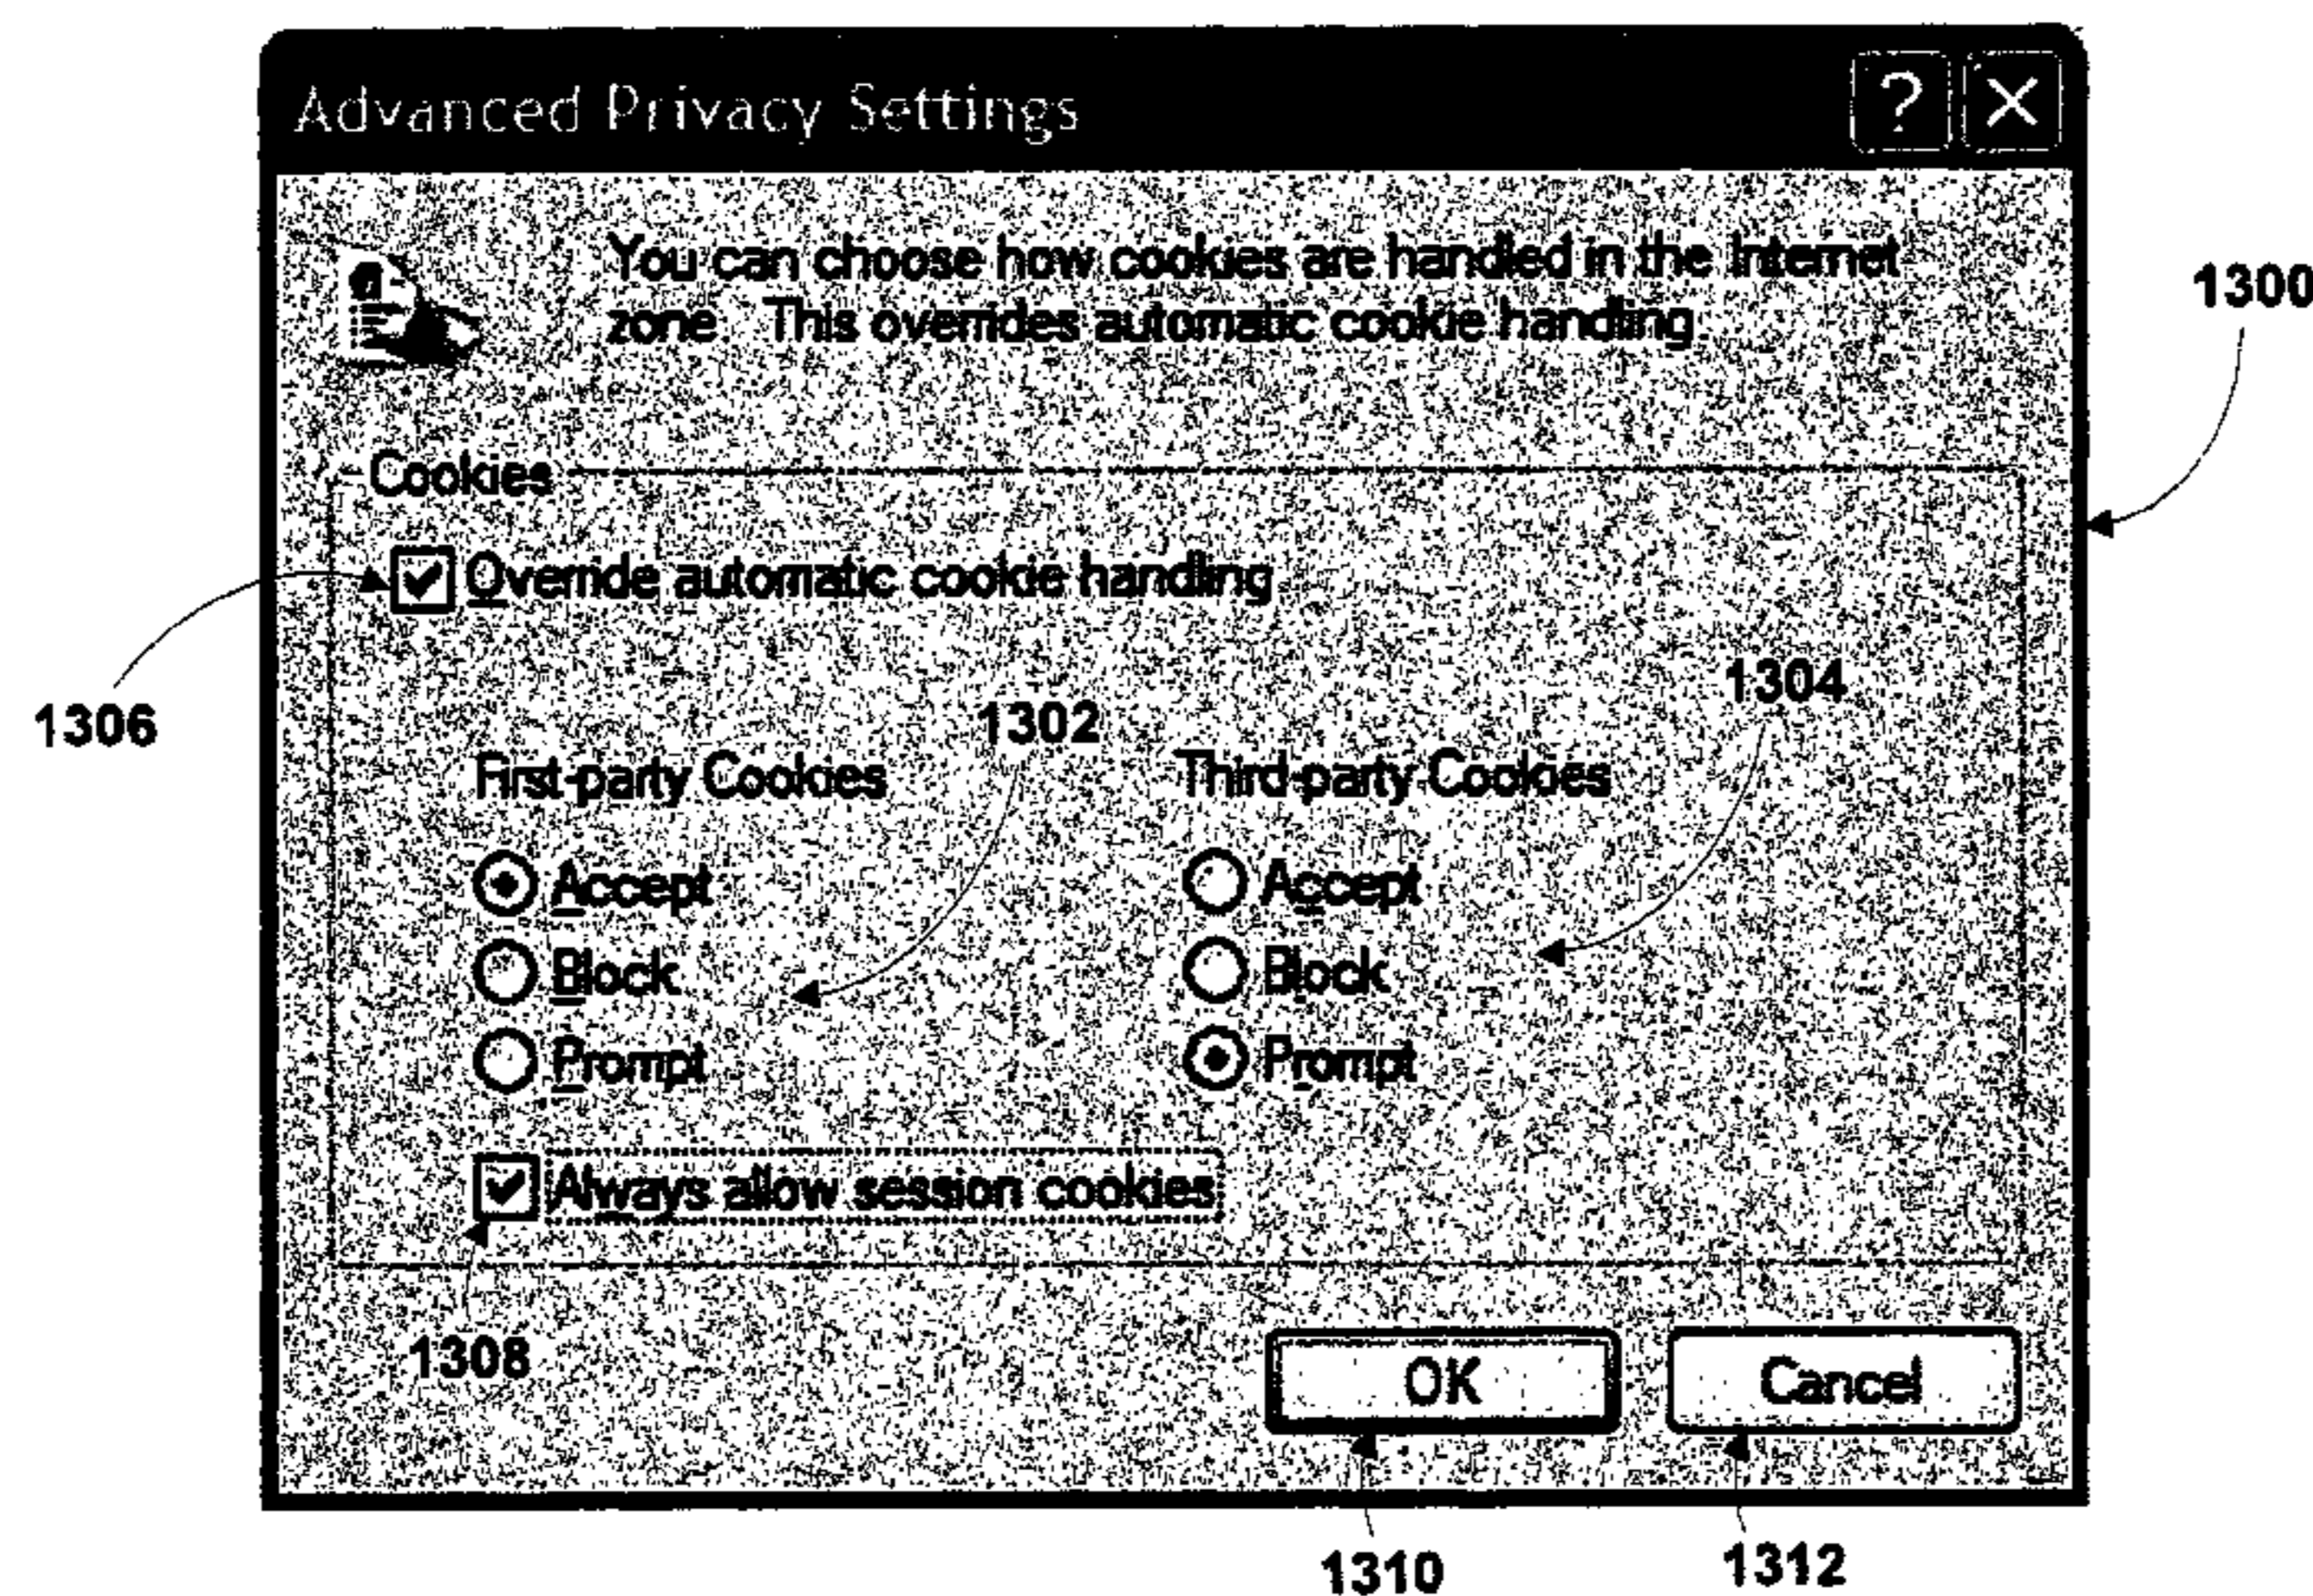 Advanced Privacy Settings
? X
You can choose how cookies are handled in the Internet
zone. This overrides automatic cookie handling.
1300
Cookies
Override automatic cookie handling
1306
1302
1304
First-party Cookies
Third-party Cookies
Accept
Accept
Block
Block
Prompt
Prompt
Always allow session cookies
1308
OK
Cancel
1310
1312